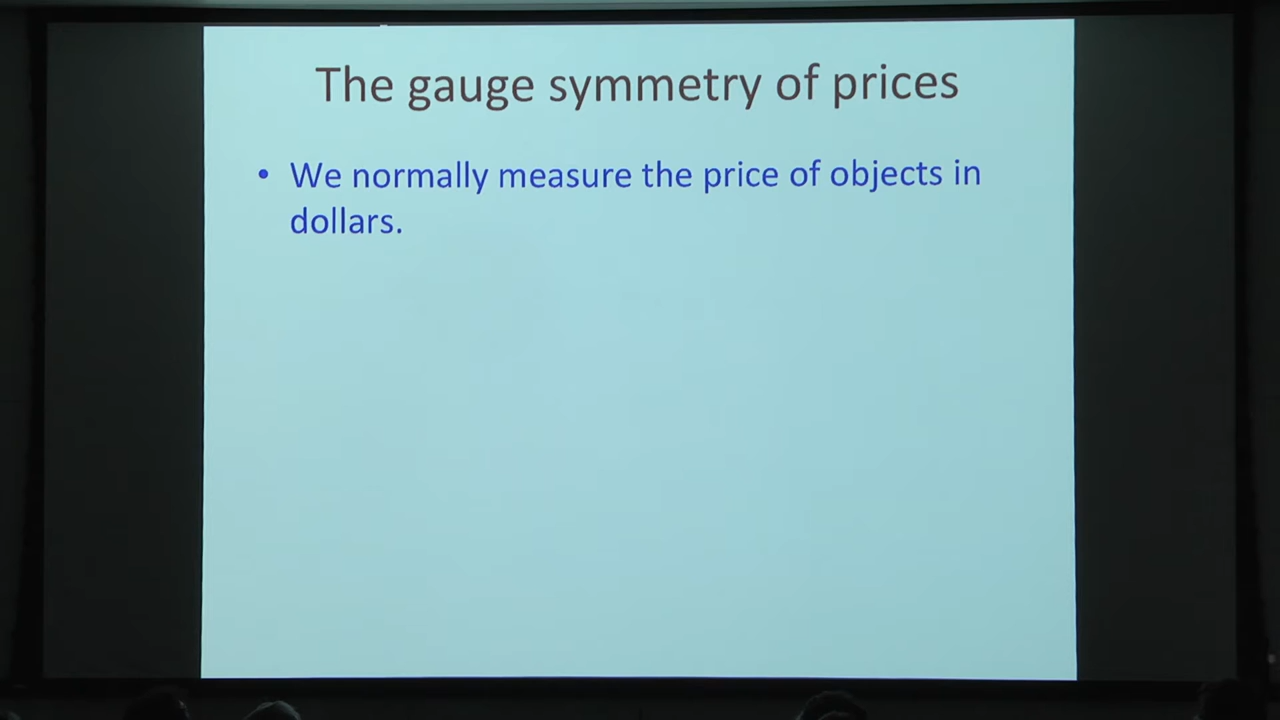 The gauge symmetry of prices
• We normally measure the price of objects in
dollars.